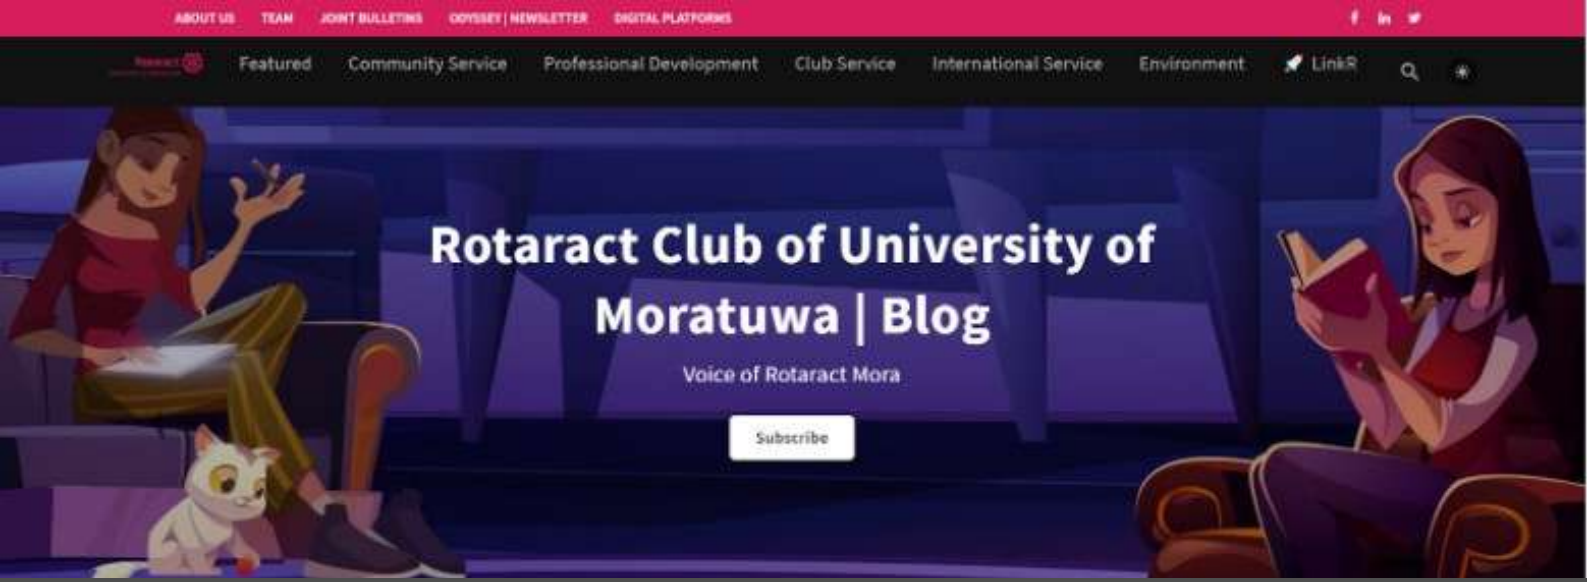 ABOUT US TEAM JOINT BULLETINS ODYSSEY | NEWSLETTER DIGITAL PLATFORMS
Rotaract Featured Community Service Professional Development Club Service International Service Environment LinkR
Rotaract Club of University of
Moratuwa | Blog
Voice of Rotaract Mora
Subscribe